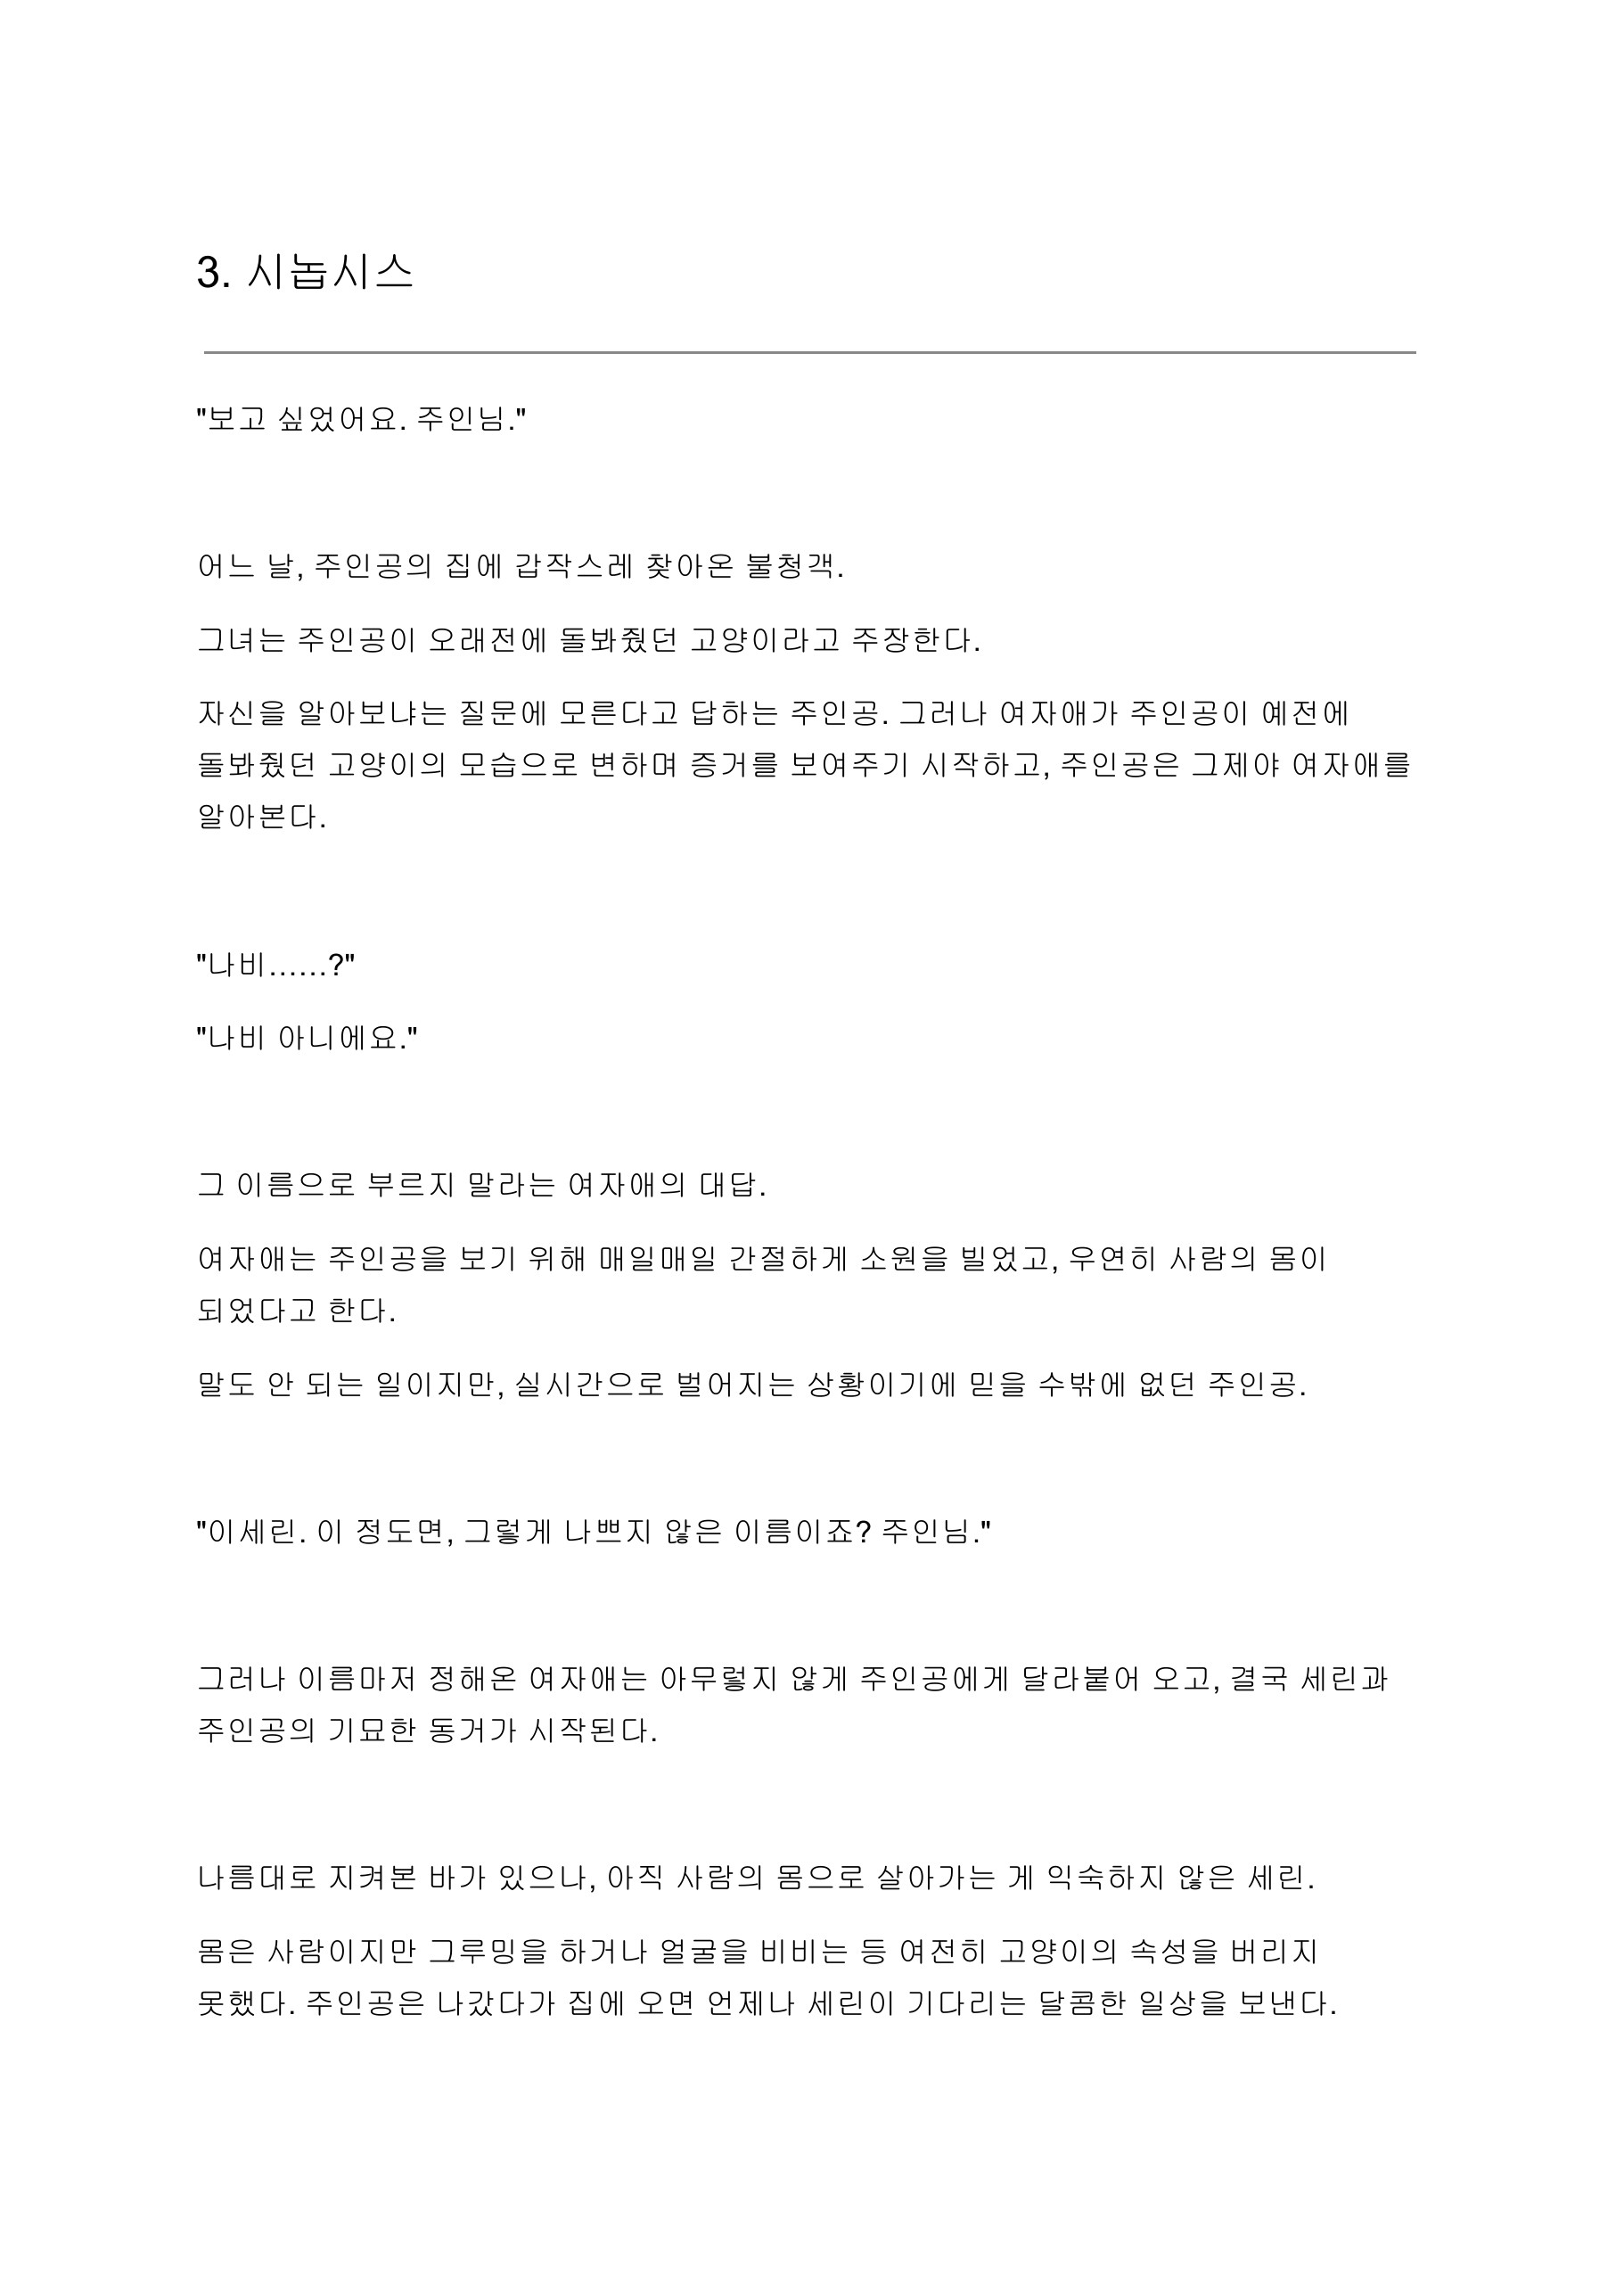 3. 시놉시스
"보고 싶었어요. 주인님."
어느 날, 주인공의 집에 갑작스레 찾아온 불청객.
그녀는 주인공이 오래전에 돌봐줬던 고양이라고 주장한다.
자신을 알아보냐는 질문에 모른다고 답하는 주인공. 그러나 여자애가 주인공이 예전에
돌봐줬던 고양이의 모습으로 변하며 증거를 보여주기 시작하고, 주인공은 그제야 여자애를
알아본다.
"나비......?"
"나비 아니에요."
그 이름으로 부르지 말라는 여자애의 대답.
여자애는 주인공을 보기 위해 매일매일 간절하게 소원을 빌었고, 우연히 사람의 몸이
되었다고 한다.
말도 안 되는 일이지만, 실시간으로 벌어지는 상황이기에 믿을 수밖에 없던 주인공.
"이세린. 이 정도면, 그렇게 나쁘지 않은 이름이죠? 주인님."
그러나 이름마저 정해온 여자애는 아무렇지 않게 주인공에게 달라붙어 오고, 결국 세린과
주인공의 기묘한 동거가 시작된다.
나름대로 지켜본 바가 있으나, 아직 사람의 몸으로 살아가는 게 익숙하지 않은 세린.
몸은 사람이지만 그루밍을 하거나 얼굴을 비비는 등 여전히 고양이의 속성을 버리지
못했다. 주인공은 나갔다가 집에 오면 언제나 세린이 기다리는 달콤한 일상을 보낸다.